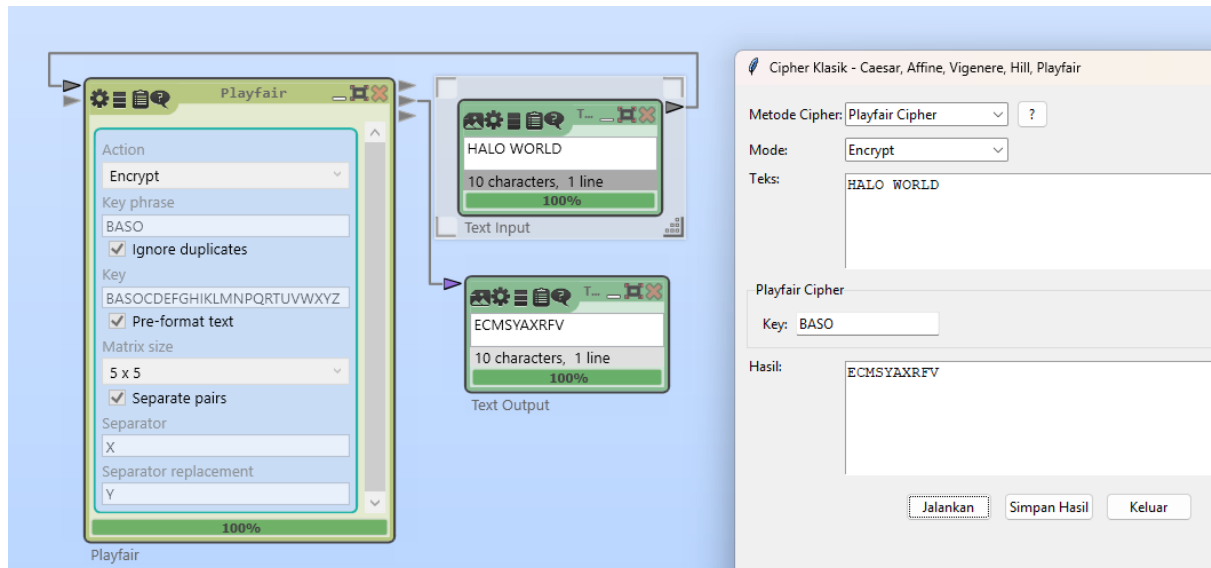 Playfair
Action
Encrypt
Key phrase
BASO
Ignore duplicates
Key
BASOCDEFGHIKLMNPQRTUVWXYZ
Pre-format text
Matrix size
5 x 5
Separate pairs
Separator
X
Separator replacement
Y
100%
Playfair
T...
HALO WORLD
10 characters, 1 line
100%
Text Input
T...
ECMSYAXRFV
10 characters, 1 line
100%
Text Output
Cipher Klasik - Caesar, Affine, Vigenere, Hill, Playfair
Metode Cipher: Playfair Cipher ?
Mode: Encrypt
Teks: HALO WORLD
Playfair Cipher
Key: BASO
Hasil: ECMSYAXRFV
Jalankan Simpan Hasil Keluar